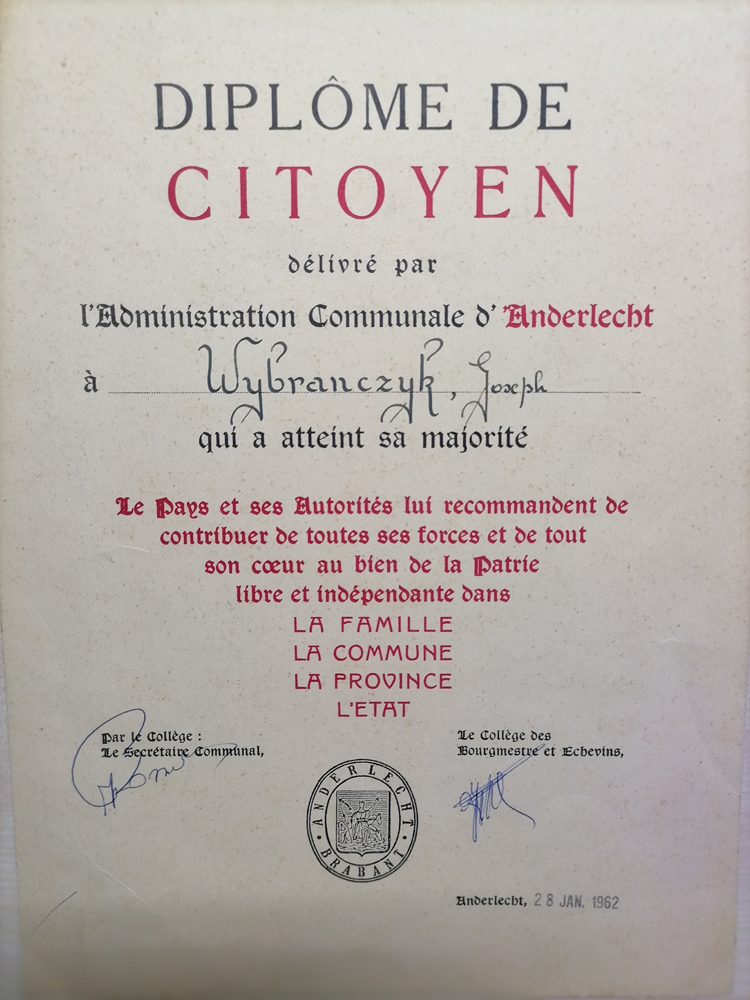 DIPLÔME DE
CITOYEN
délivré par
l'Administration Communale d'Anderlecht
à Wybranczyk, Joseph
qui a atteint sa majorité
Le Pays et ses Autorités lui recommandent de
contribuer de toutes ses forces et de tout
son cœur au bien de la Patrie
libre et indépendante dans
LA FAMILLE
LA COMMUNE
LA PROVINCE
L'ETAT
Par le Collège :
Le Secrétaire Communal,
Le Collège des
Bourgmestre et Echevins,
ANDERLECHT
BRABANT
Anderlecht, 28 JAN. 1962